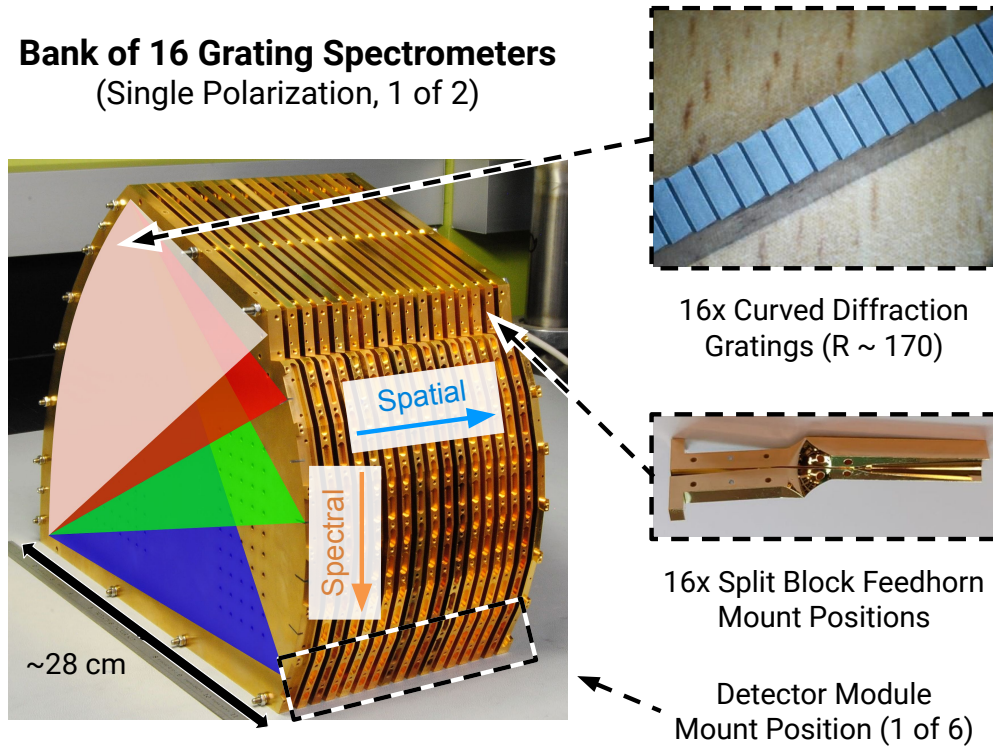 Bank of 16 Grating Spectrometers
(Single Polarization, 1 of 2)
16x Curved Diffraction
Gratings (R ~ 170)
Spatial
Spectral
16x Split Block Feedhorn
Mount Positions
~28 cm
Detector Module
Mount Position (1 of 6)